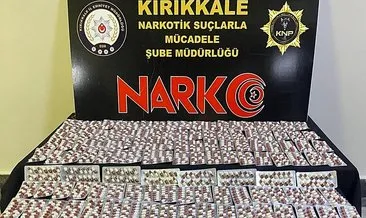 KIRIKKALE
NARKOTİK SUÇLARLA
MÜCADELE
ŞUBE MÜDÜRLÜĞÜ
KNP
NARKO